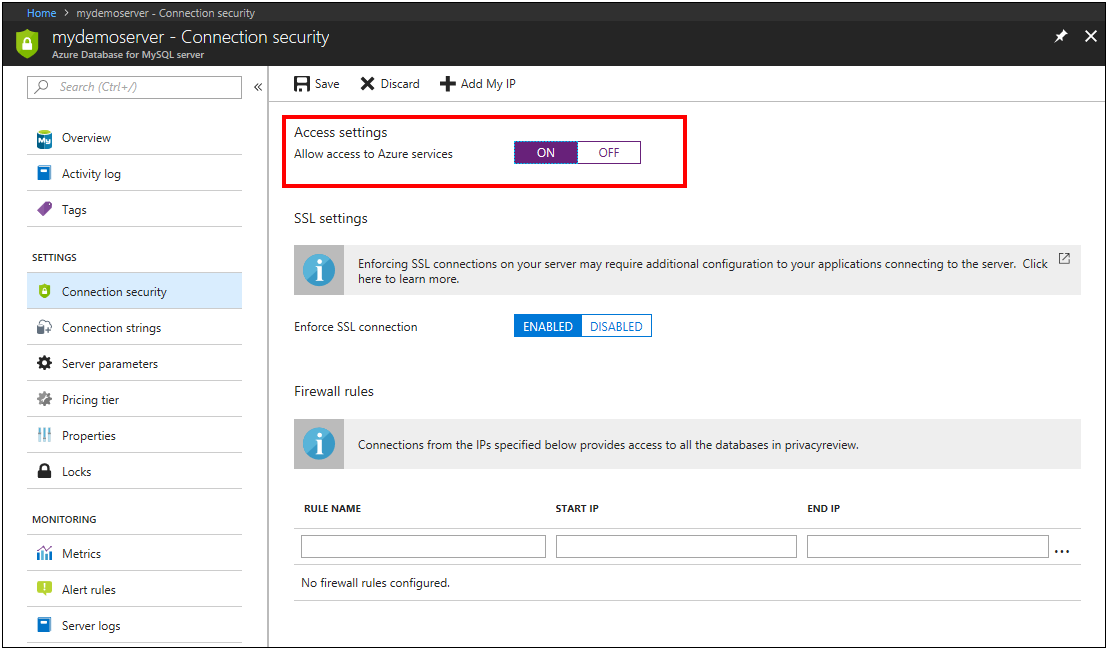 Home > mydemoserver - Connection security
mydemoserver - Connection security
Azure Database for MySQL server
Search (Ctrl+/)
«
My Overview
Activity log
Tags
SETTINGS
Connection security
Connection strings
Server parameters
Pricing tier
Properties
Locks
MONITORING
Metrics
Alert rules
Server logs
Save Discard Add My IP
Access settings
Allow access to Azure services ON OFF
SSL settings
Enforcing SSL connections on your server may require additional configuration to your applications connecting to the server. Click
here to learn more.
Enforce SSL connection ENABLED DISABLED
Firewall rules
Connections from the IPs specified below provides access to all the databases in privacyreview.
RULE NAME START IP END IP
...
No firewall rules configured.